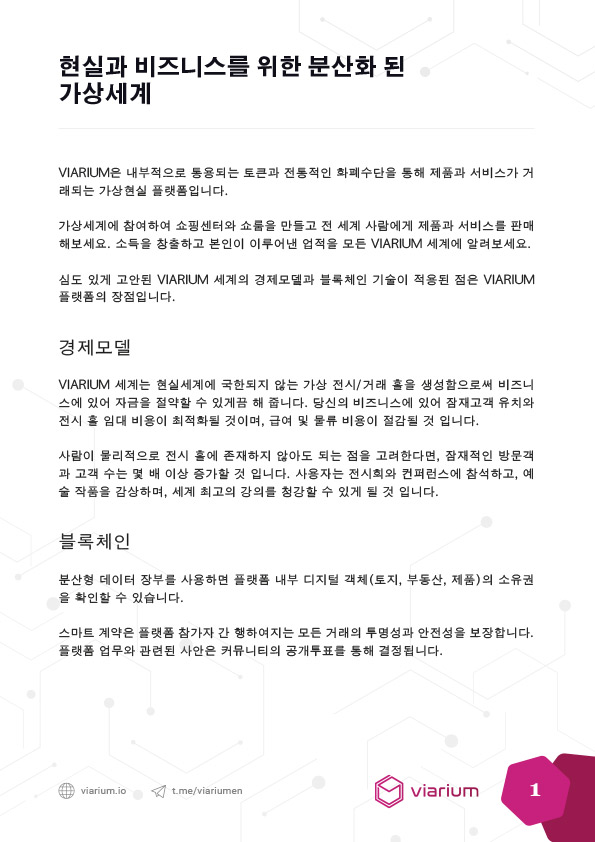 현실과 비즈니스를 위한 분산화 된
가상세계
VIARIUM은 내부적으로 통용되는 토큰과 전통적인 화폐수단을 통해 제품과 서비스가 거
래되는 가상현실 플랫폼입니다.
가상세계에 참여하여 쇼핑센터와 쇼룸을 만들고 전 세계 사람에게 제품과 서비스를 판매
해보세요. 소득을 창출하고 본인이 이루어낸 업적을 모든 VIARIUM 세계에 알려보세요.
심도 있게 고안된 VIARIUM 세계의 경제모델과 블록체인 기술이 적용된 점은 VIARIUM
플랫폼의 장점입니다.
경제모델
VIARIUM 세계는 현실세계에 국한되지 않는 가상 전시/거래 홀을 생성함으로써 비즈니
스에 있어 자금을 절약할 수 있게끔 해 줍니다. 당신의 비즈니스에 있어 잠재고객 유치와
전시 홀 임대 비용이 최적화될 것이며, 급여 및 물류 비용이 절감될 것 입니다.
사람이 물리적으로 전시 홀에 존재하지 않아도 되는 점을 고려한다면, 잠재적인 방문객
과 고객 수는 몇 배 이상 증가할 것 입니다. 사용자는 전시회와 컨퍼런스에 참석하고, 예
술 작품을 감상하며, 세계 최고의 강의를 청강할 수 있게 될 것 입니다.
블록체인
분산형 데이터 장부를 사용하면 플랫폼 내부 디지털 객체(토지, 부동산, 제품)의 소유권
을 확인할 수 있습니다.
스마트 계약은 플랫폼 참가자 간 행하여지는 모든 거래의 투명성과 안전성을 보장합니다.
플랫폼 업무와 관련된 사안은 커뮤니티의 공개투표를 통해 결정됩니다.
viarium.io t.me/viariumen viarium 1